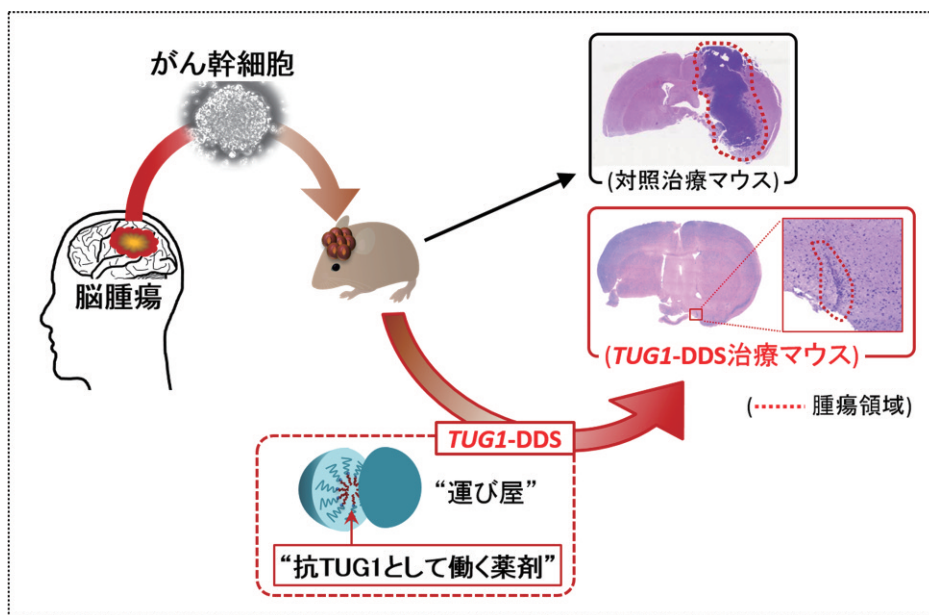 がん幹細胞
脳腫瘍
(対照治療マウス)
(TUG1-DDS治療マウス)
(┅┅ 腫瘍領域)
TUG1-DDS
“運び屋”
“抗TUG1として働く薬剤”